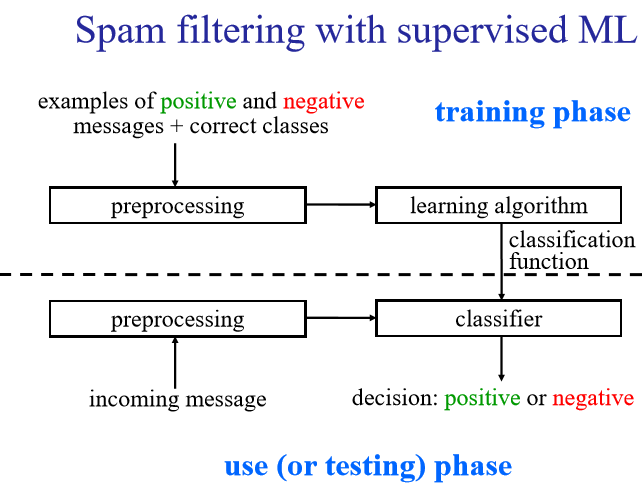 Spam filtering with supervised ML
examples of positive and negative
messages + correct classes
training phase
preprocessing
learning algorithm
classification
function
preprocessing
classifier
incoming message
decision: positive or negative
use (or testing) phase